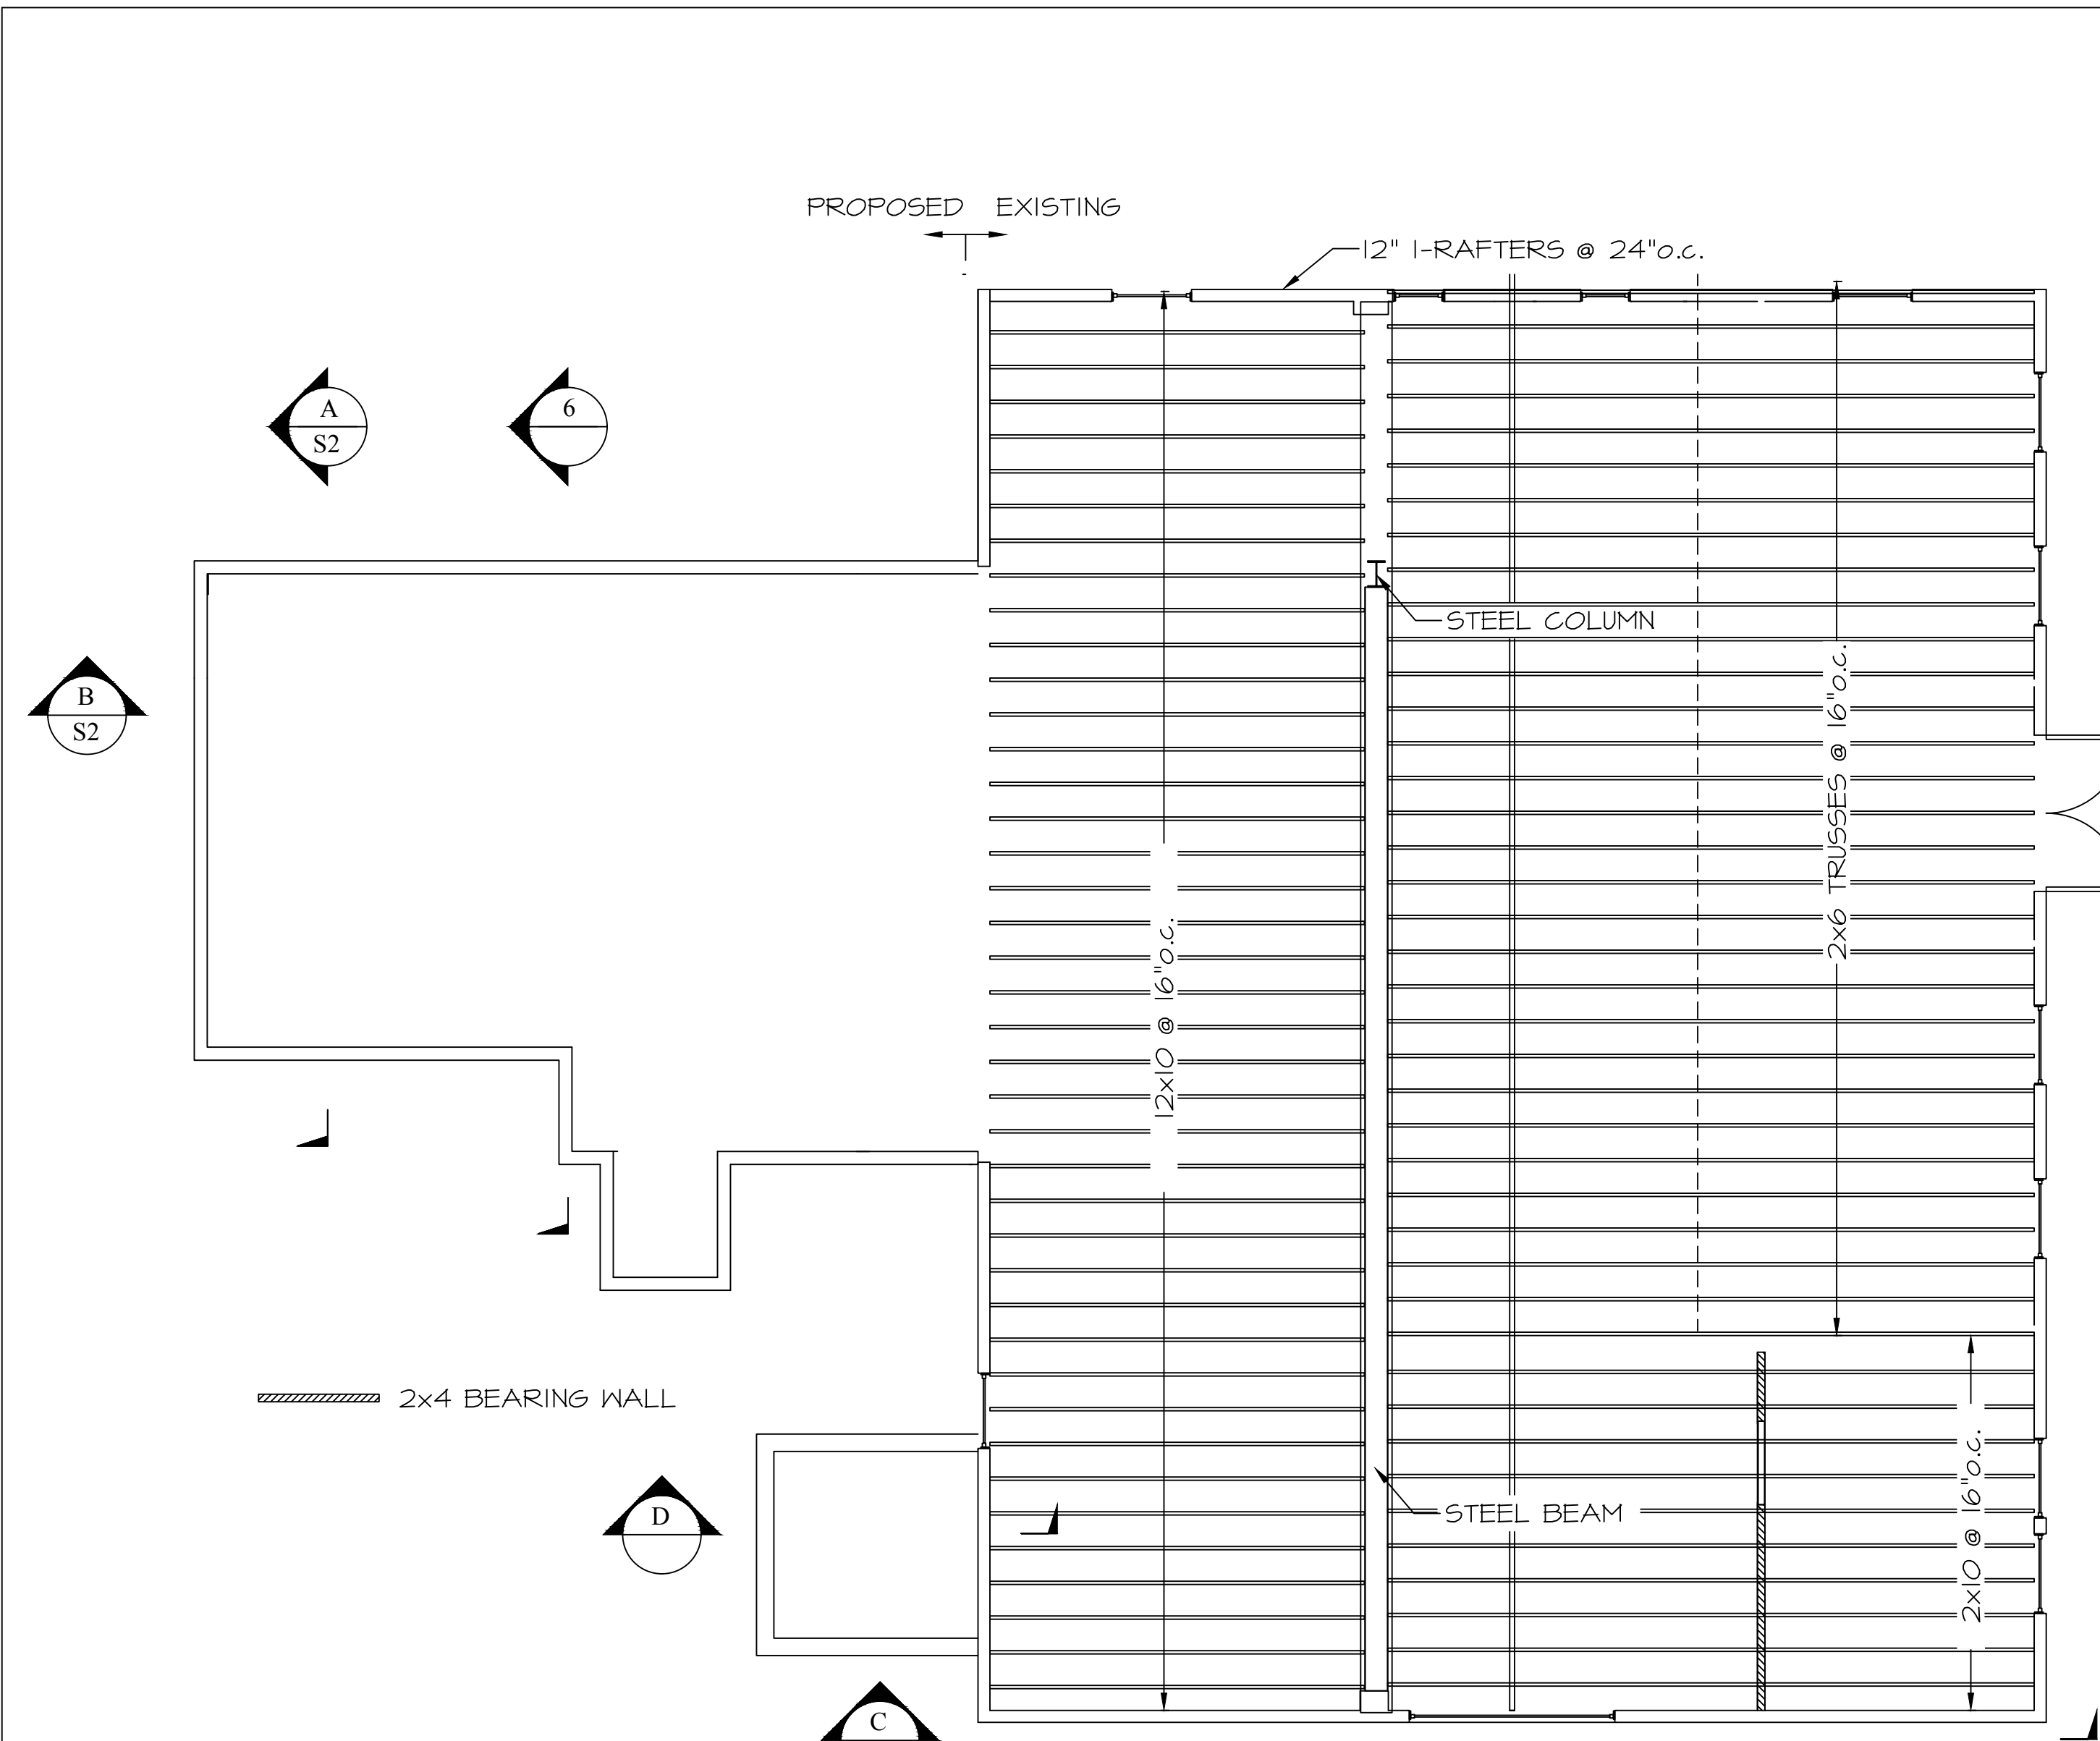 PROPOSED EXISTING
12" I-RAFTERS @ 24"o.c.
A
S2
6
STEEL COLUMN
B
S2
2x6 TRUSSES @ 16"o.c.
12x10 @ 16"o.c.
2x4 BEARING WALL
STEEL BEAM
2x10 @ 16"o.c.
D
C